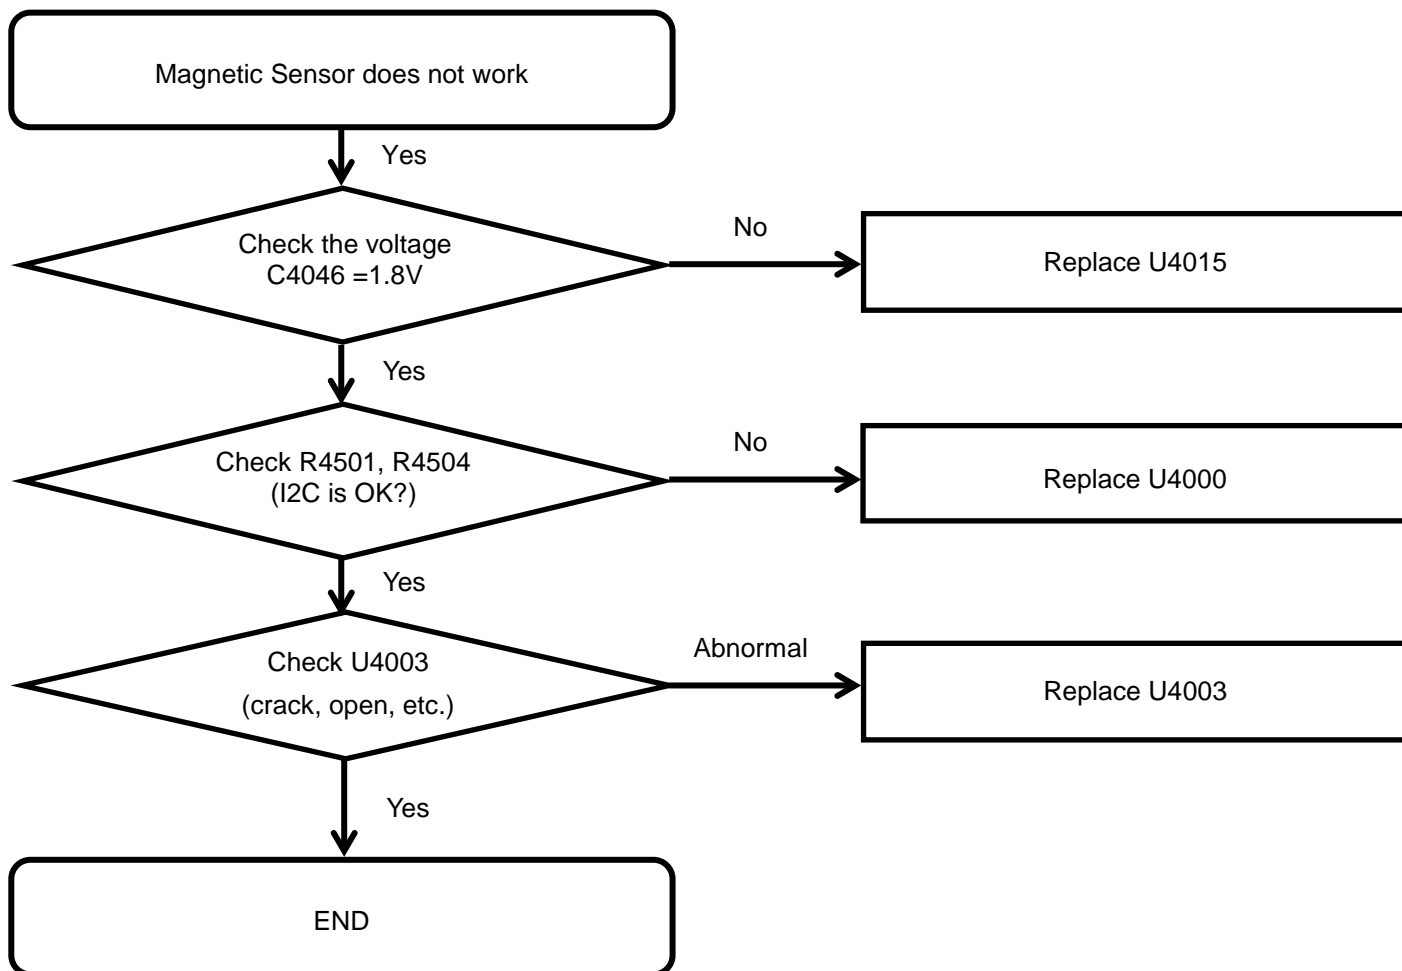 Magnetic Sensor does not work
Yes
Check the voltage
C4046 =1.8V
No
Replace U4015
Yes
Check R4501, R4504
(I2C is OK?)
No
Replace U4000
Yes
Check U4003
(crack, open, etc.)
Abnormal
Replace U4003
Yes
END